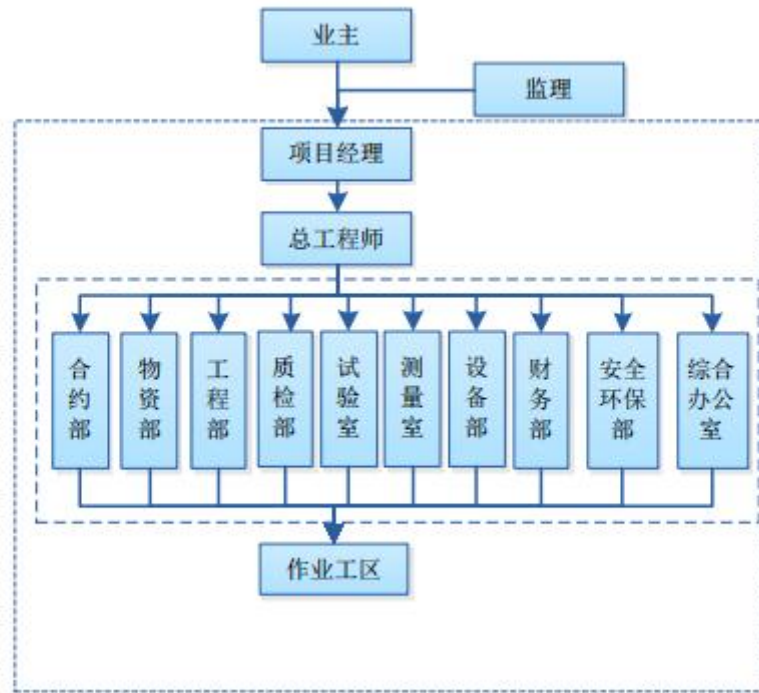 业主
监理
项目经理
总工程师
合约部
物资部
工程部
质检部
试验室
测量室
设备部
财务部
安全环保部
综合办公室
作业工区